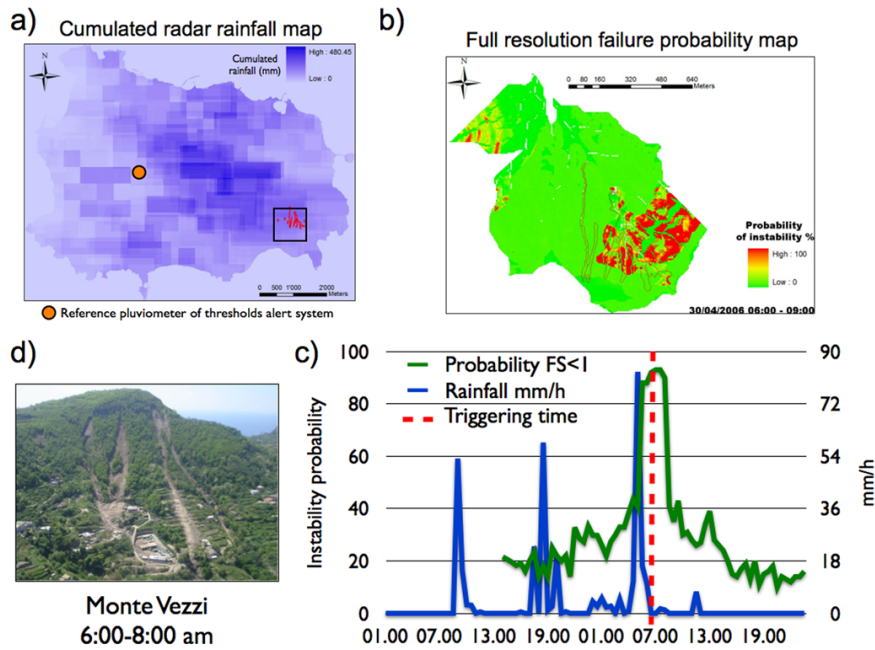 a)
Cumulated radar rainfall map
N
Cumulated
rainfall (mm)
High : 480.45
Low : 0
0 500 1'000 2'000
Meters
Reference pluviometer of thresholds alert system
b)
Full resolution failure probability map
N
0 80 160 320 480 640
Meters
Probability
of instability %
High : 100
Low : 0
30/04/2006 06:00 - 09:00
d)
Monte Vezzi
6:00-8:00 am
c)
Probability FS<1
Rainfall mm/h
Triggering time
Instability probability
100
80
60
40
20
0
90
72
54
36
18
0
mm/h
01.00 07.00 13.00 19.00 01.00 07.00 13.00 19.00